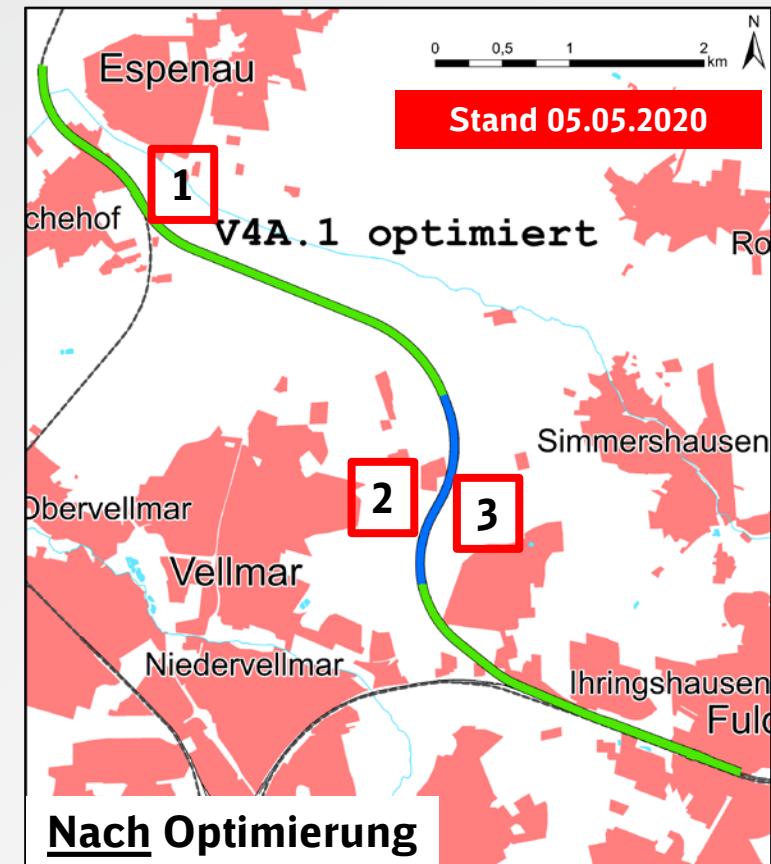 N
0 0,5 1 2
km
Espenau
Stand 05.05.2020
1
chehof
V4A.1 optimiert
Ro
Simmershausen
2
3
Obervellmar
Vellmar
Niedervellmar
Ihringshausen
Fuld
Nach Optimierung